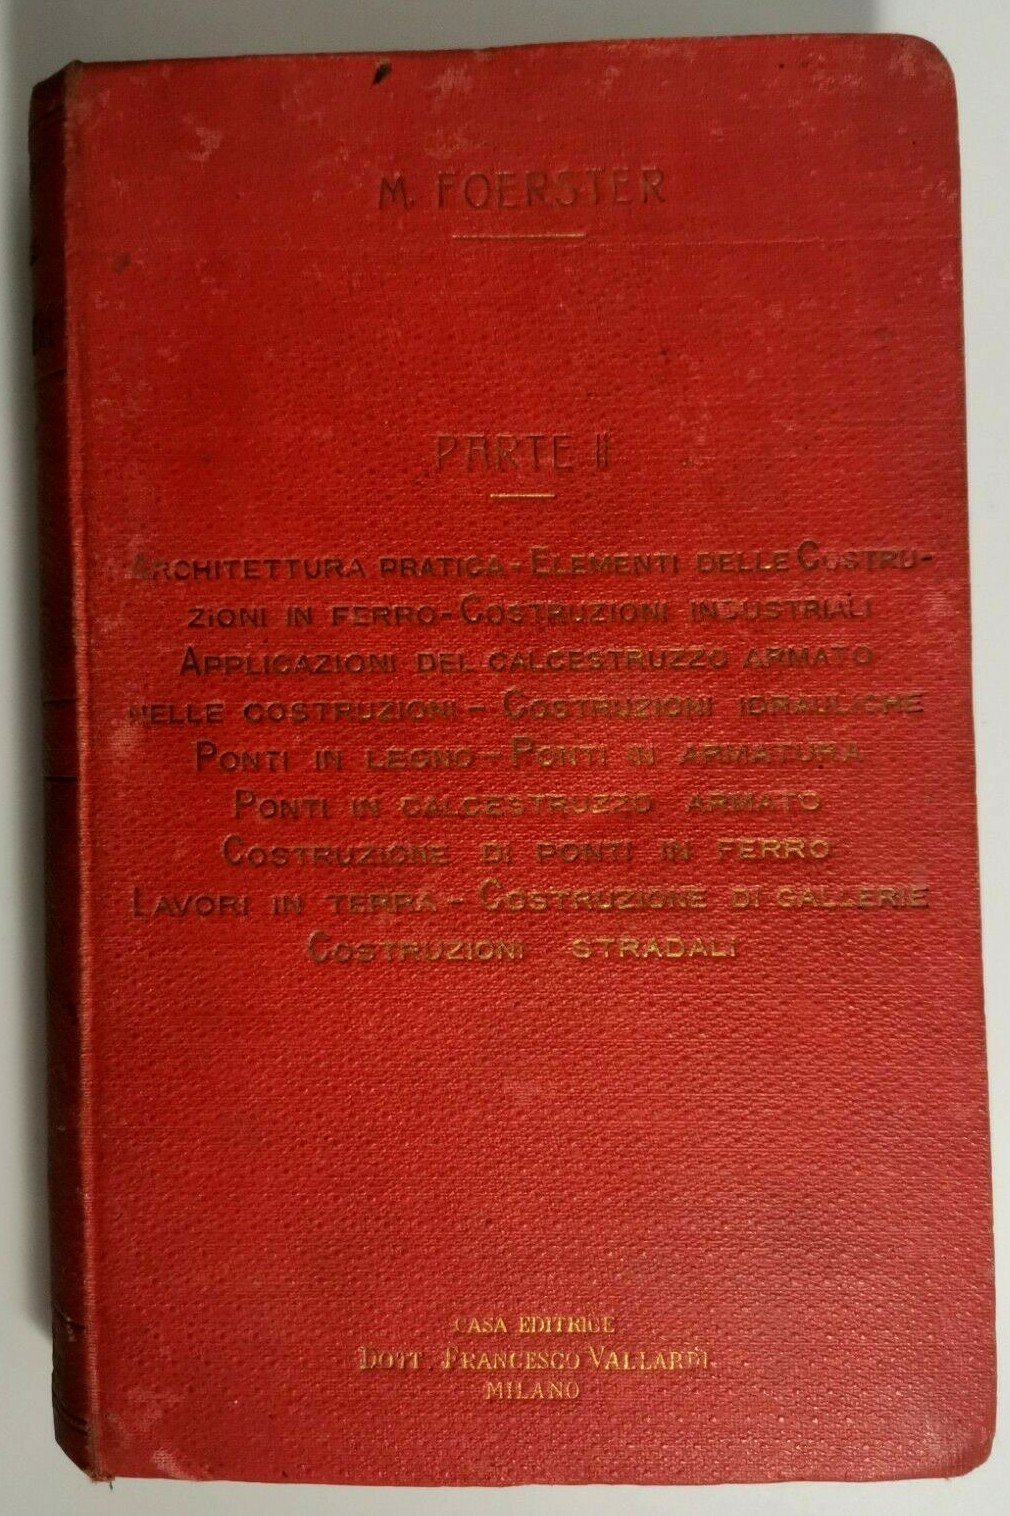 M. FOERSTER
PARTE II
ARCHITETTURA PRATICA - ELEMENTI DELLE COSTRU-
ZIONI IN FERRO - COSTRUZIONI INDUSTRIALI
APPLICAZIONI DEL CALCESTRUZZO ARMATO
NELLE COSTRUZIONI - COSTRUZIONI IDRAULICHE
PONTI IN LEGNO - PONTI IN ARMATURA
PONTI IN CALCESTRUZZO ARMATO
COSTRUZIONE DI PONTI IN FERRO
LAVORI IN TERRA - COSTRUZIONE DI GALLERIE
COSTRUZIONI STRADALI
CASA EDITRICE
DOTT. FRANCESCO VALLARDI
MILANO